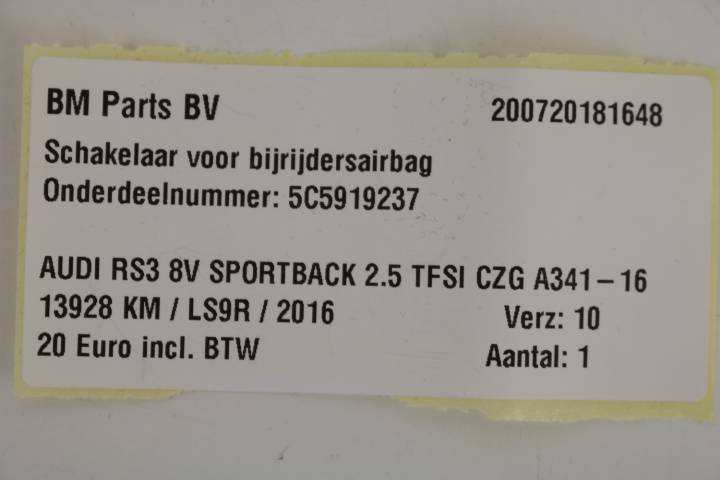 BM Parts BV 200720181648
Schakelaar voor bijrijdersairbag
Onderdeelnummer: 5C5919237
AUDI RS3 8V SPORTBACK 2.5 TFSI CZG A341-16
13928 KM / LS9R / 2016 Verz: 10
20 Euro incl. BTW Aantal: 1